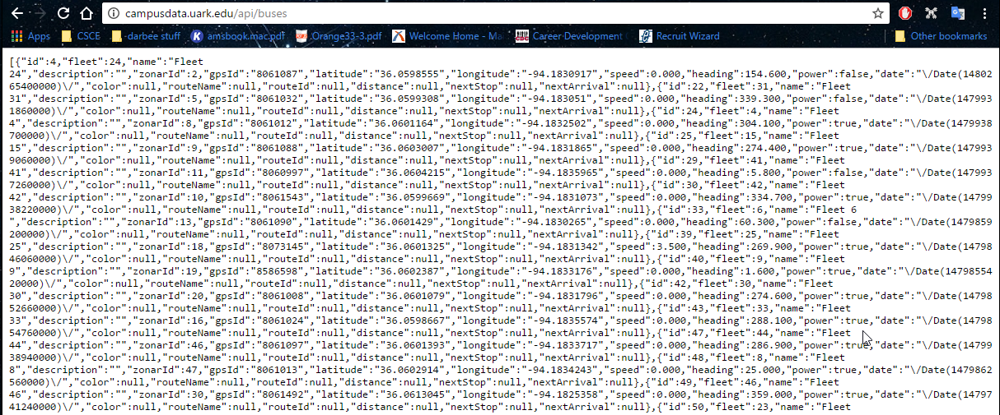 campusdata.uark.edu/api/buses
Apps CSCE darbee stuff amsbook.mac.pdf Orange33-3.pdf Welcome Home - Ma Career Development Recruit Wizard Other bookmarks
[{"id":4,"fleet":24,"name":"Fleet
24","description":"","zonarId":2,"gpsId":"8061087","latitude":"36.0598555","longitude":"-94.1830917","speed":0.000,"heading":154.600,"power":false,"date":"\/Date(14802
65400000)\/","color":null,"routeName":null,"routeId":null,"distance":null,"nextStop":null,"nextArrival":null},{"id":22,"fleet":31,"name":"Fleet
31","description":"","zonarId":5,"gpsId":"8061032","latitude":"36.0599308","longitude":"-94.183051","speed":0.000,"heading":339.300,"power":false,"date":"\/Date(147993
1860000)\/","color":null,"routeName":null,"routeId":null,"distance":null,"nextStop":null,"nextArrival":null},{"id":24,"fleet":4,"name":"Fleet
4","description":"","zonarId":8,"gpsId":"8061012","latitude":"36.0601164","longitude":"-94.1832502","speed":0.000,"heading":304.100,"power":true,"date":"\/Date(1479938
700000)\/","color":null,"routeName":null,"routeId":null,"distance":null,"nextStop":null,"nextArrival":null},{"id":25,"fleet":15,"name":"Fleet
15","description":"","zonarId":9,"gpsId":"8061088","latitude":"36.0603007","longitude":"-94.1831865","speed":0.000,"heading":274.400,"power":true,"date":"\/Date(147993
9060000)\/","color":null,"routeName":null,"routeId":null,"distance":null,"nextStop":null,"nextArrival":null},{"id":29,"fleet":41,"name":"Fleet
41","description":"","zonarId":11,"gpsId":"8060997","latitude":"36.0604215","longitude":"-94.1835965","speed":0.000,"heading":5.800,"power":false,"date":"\/Date(147993
7260000)\/","color":null,"routeName":null,"routeId":null,"distance":null,"nextStop":null,"nextArrival":null},{"id":30,"fleet":42,"name":"Fleet
42","description":"","zonarId":10,"gpsId":"8061543","latitude":"36.0599669","longitude":"-94.1831073","speed":0.000,"heading":334.700,"power":true,"date":"\/Date(14799
38220000)\/","color":null,"routeName":null,"routeId":null,"distance":null,"nextStop":null,"nextArrival":null},{"id":33,"fleet":6,"name":"Fleet 6
","description":"","zonarId":13,"gpsId":"8061090","latitude":"36.0601429","longitude":"-94.1830265","speed":0.000,"heading":60.300,"power":false,"date":"\/Date(1479859
200000)\/","color":null,"routeName":null,"routeId":null,"distance":null,"nextStop":null,"nextArrival":null},{"id":39,"fleet":25,"name":"Fleet
25","description":"","zonarId":18,"gpsId":"8073145","latitude":"36.0601325","longitude":"-94.1831342","speed":3.500,"heading":269.900,"power":true,"date":"\/Date(14798
46060000)\/","color":null,"routeName":null,"routeId":null,"distance":null,"nextStop":null,"nextArrival":null},{"id":40,"fleet":9,"name":"Fleet
9","description":"","zonarId":19,"gpsId":"8586598","latitude":"36.0602387","longitude":"-94.1833176","speed":0.000,"heading":1.600,"power":true,"date":"\/Date(14798554
20000)\/","color":null,"routeName":null,"routeId":null,"distance":null,"nextStop":null,"nextArrival":null},{"id":42,"fleet":30,"name":"Fleet
30","description":"","zonarId":20,"gpsId":"8061008","latitude":"36.0601079","longitude":"-94.1831796","speed":0.000,"heading":274.600,"power":true,"date":"\/Date(14798
52660000)\/","color":null,"routeName":null,"routeId":null,"distance":null,"nextStop":null,"nextArrival":null},{"id":43,"fleet":33,"name":"Fleet
33","description":"","zonarId":16,"gpsId":"8061024","latitude":"36.0598667","longitude":"-94.1835574","speed":0.000,"heading":288.100,"power":true,"date":"\/Date(14798
54760000)\/","color":null,"routeName":null,"routeId":null,"distance":null,"nextStop":null,"nextArrival":null},{"id":47,"fleet":44,"name":"Fleet
44","description":"","zonarId":46,"gpsId":"8061097","latitude":"36.0601393","longitude":"-94.1833717","speed":0.000,"heading":286.900,"power":true,"date":"\/Date(14799
38940000)\/","color":null,"routeName":null,"routeId":null,"distance":null,"nextStop":null,"nextArrival":null},{"id":48,"fleet":8,"name":"Fleet
8","description":"","zonarId":47,"gpsId":"8061013","latitude":"36.0602914","longitude":"-94.1834243","speed":0.000,"heading":25.000,"power":true,"date":"\/Date(1479862
560000)\/","color":null,"routeName":null,"routeId":null,"distance":null,"nextStop":null,"nextArrival":null},{"id":49,"fleet":46,"name":"Fleet
46","description":"","zonarId":30,"gpsId":"8061492","latitude":"36.0613045","longitude":"-94.1825358","speed":0.000,"heading":359.000,"power":true,"date":"\/Date(14797
41240000)\/","color":null,"routeName":null,"routeId":null,"distance":null,"nextStop":null,"nextArrival":null},{"id":50,"fleet":23,"name":"Fleet